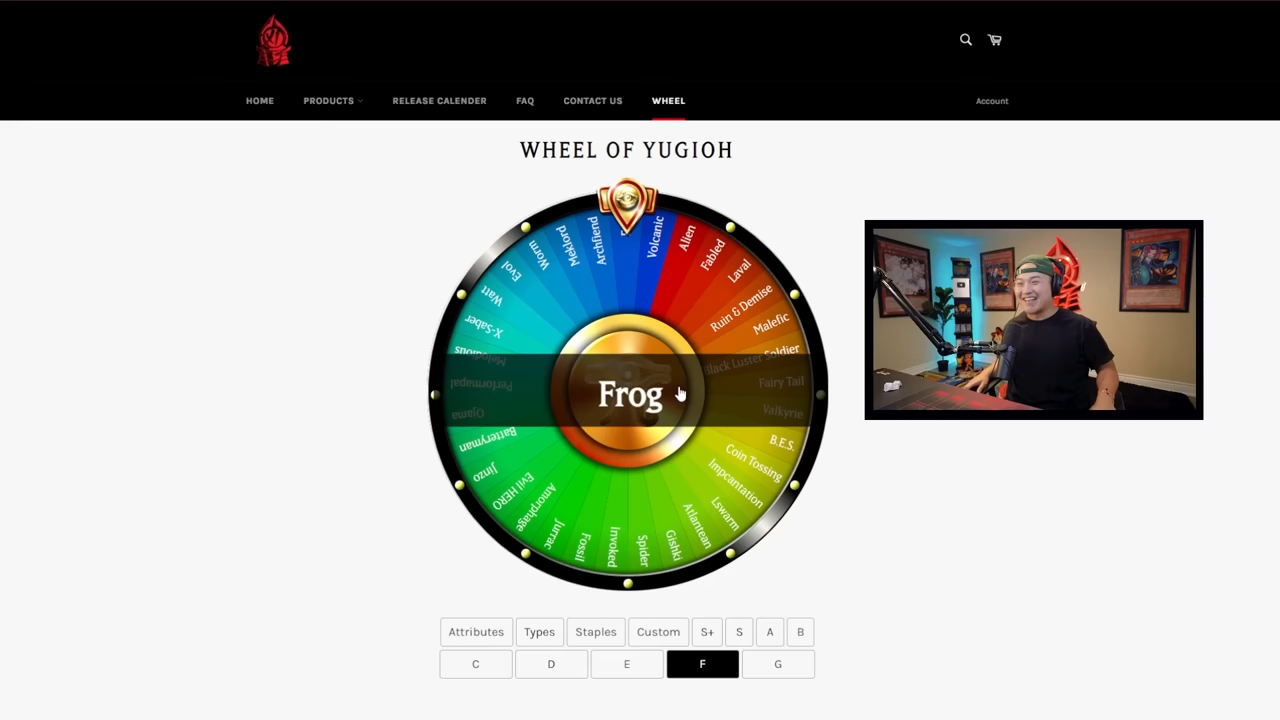 HOME
PRODUCTS
RELEASE CALENDER
FAQ
CONTACT US
WHEEL
Account
WHEEL OF YUGIOH
Volcanic
Alien
Fabled
Laval
Ruin & Demise
Malefic
Black Luster Soldier
Fairy Tail
Valkyrie
B.E.S.
Coin Tossing
Impcantation
Lswarm
Atlantean
Gishki
Spider
Invoked
Fossil
Jurrac
Amorphage
Evil HERO
Jinzo
Batteryman
Ojama
Performapal
Melodious
X-Saber
Watt
Evol
Worm
Meklord
Archfiend
Frog
Attributes
Types
Staples
Custom
S+
S
A
B
C
D
E
F
G